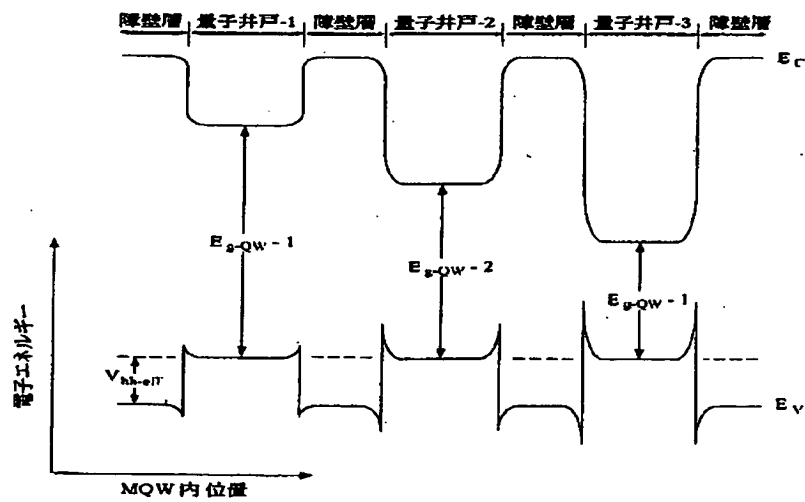 障壁層 量子井戸-1 障壁層 量子井戸-2 障壁層 量子井戸-3 障壁層
E_C
E_g-QW-1
E_g-QW-2
E_g-QW-1
V_hh-eff
E_V
電子エネルギー
MQW内位置